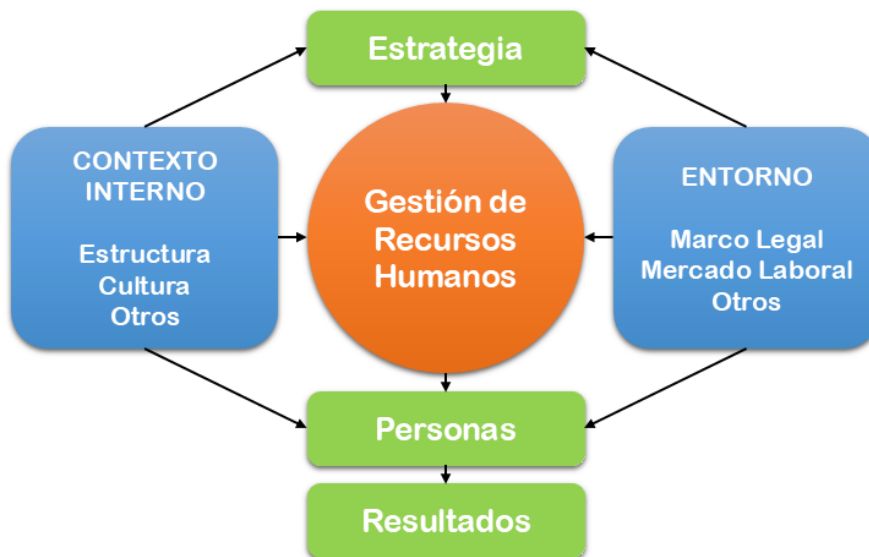 Estrategia
CONTEXTO
INTERNO
Estructura
Cultura
Otros
Gestión de
Recursos
Humanos
ENTORNO
Marco Legal
Mercado Laboral
Otros
Personas
Resultados